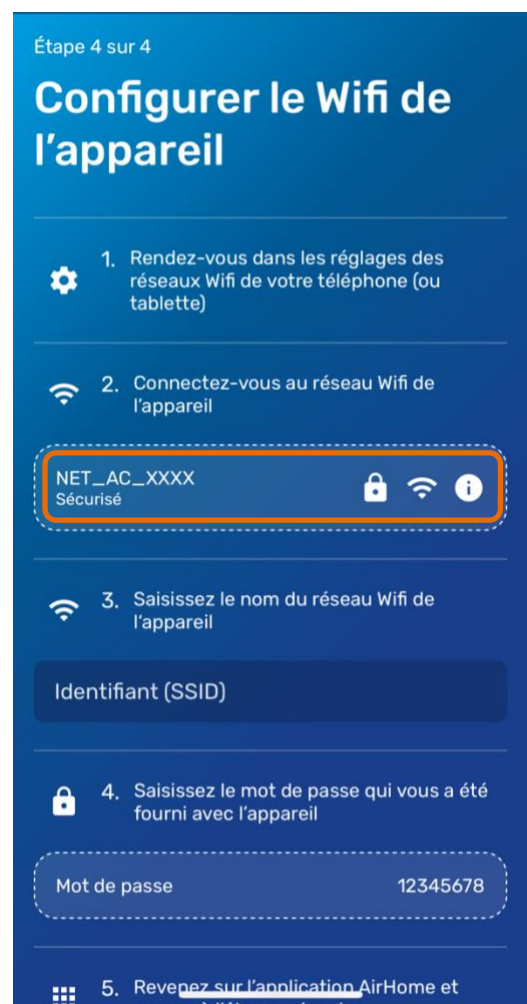 Étape 4 sur 4
Configurer le Wifi de
l’appareil
1. Rendez-vous dans les réglages des
réseaux Wifi de votre téléphone (ou
tablette)
2. Connectez-vous au réseau Wifi de
l’appareil
NET_AC_XXXX
Sécurisé
3. Saisissez le nom du réseau Wifi de
l’appareil
Identifiant (SSID)
4. Saisissez le mot de passe qui vous a été
fourni avec l’appareil
Mot de passe 12345678
5. Revenez sur l’application AirHome et